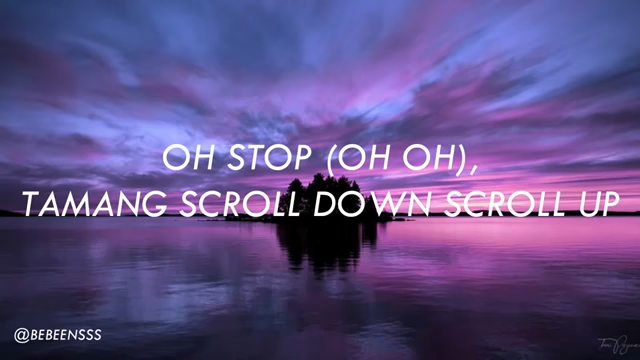 OH STOP (OH OH),
TAMANG SCROLL DOWN SCROLL UP
@BEBEENSSS